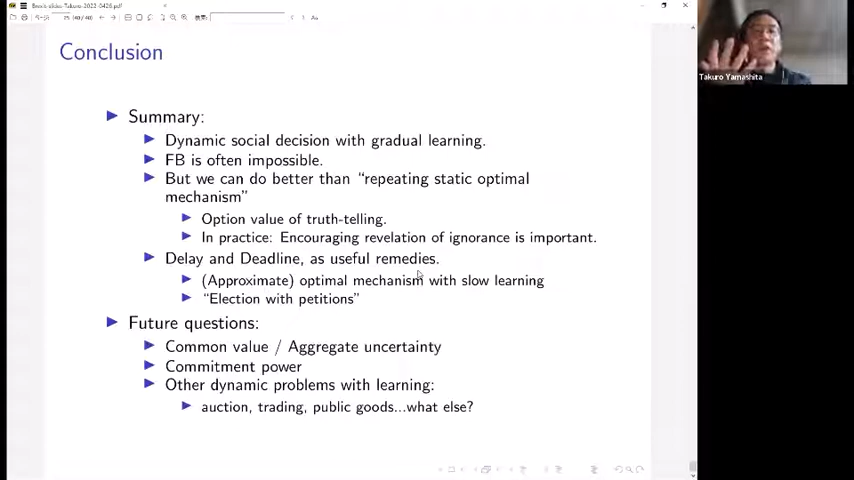 Conclusion
Takuro Yamashita
▶ Summary:
▶ Dynamic social decision with gradual learning.
▶ FB is often impossible.
▶ But we can do better than “repeating static optimal
mechanism”
▶ Option value of truth-telling.
▶ In practice: Encouraging revelation of ignorance is important.
▶ Delay and Deadline, as useful remedies.
▶ (Approximate) optimal mechanism with slow learning
▶ “Election with petitions”
▶ Future questions:
▶ Common value / Aggregate uncertainty
▶ Commitment power
▶ Other dynamic problems with learning:
▶ auction, trading, public goods...what else?